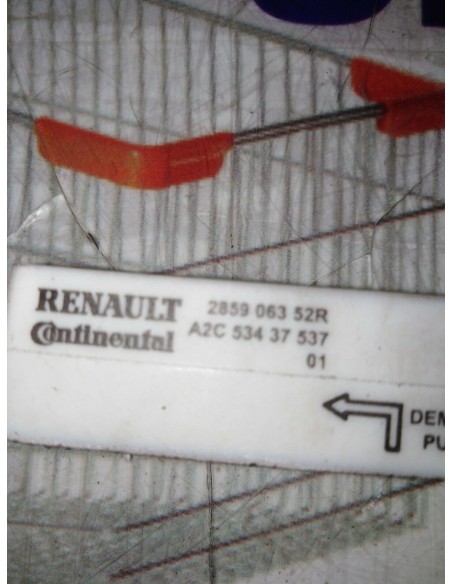 RENAULT 2859 063 52R
Continental A2C 534 37 537
01
DEM
PU